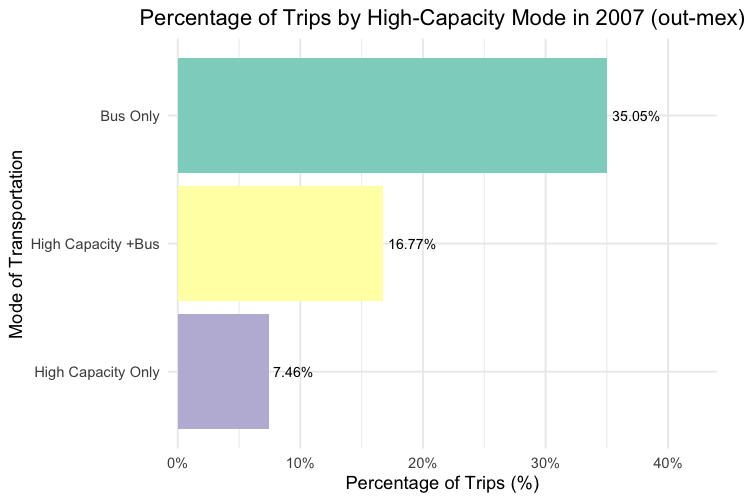 Percentage of Trips by High-Capacity Mode in 2007 (out-mex)
Mode of Transportation
Bus Only
35.05%
High Capacity +Bus
16.77%
High Capacity Only
7.46%
0%
10%
20%
30%
40%
Percentage of Trips (%)